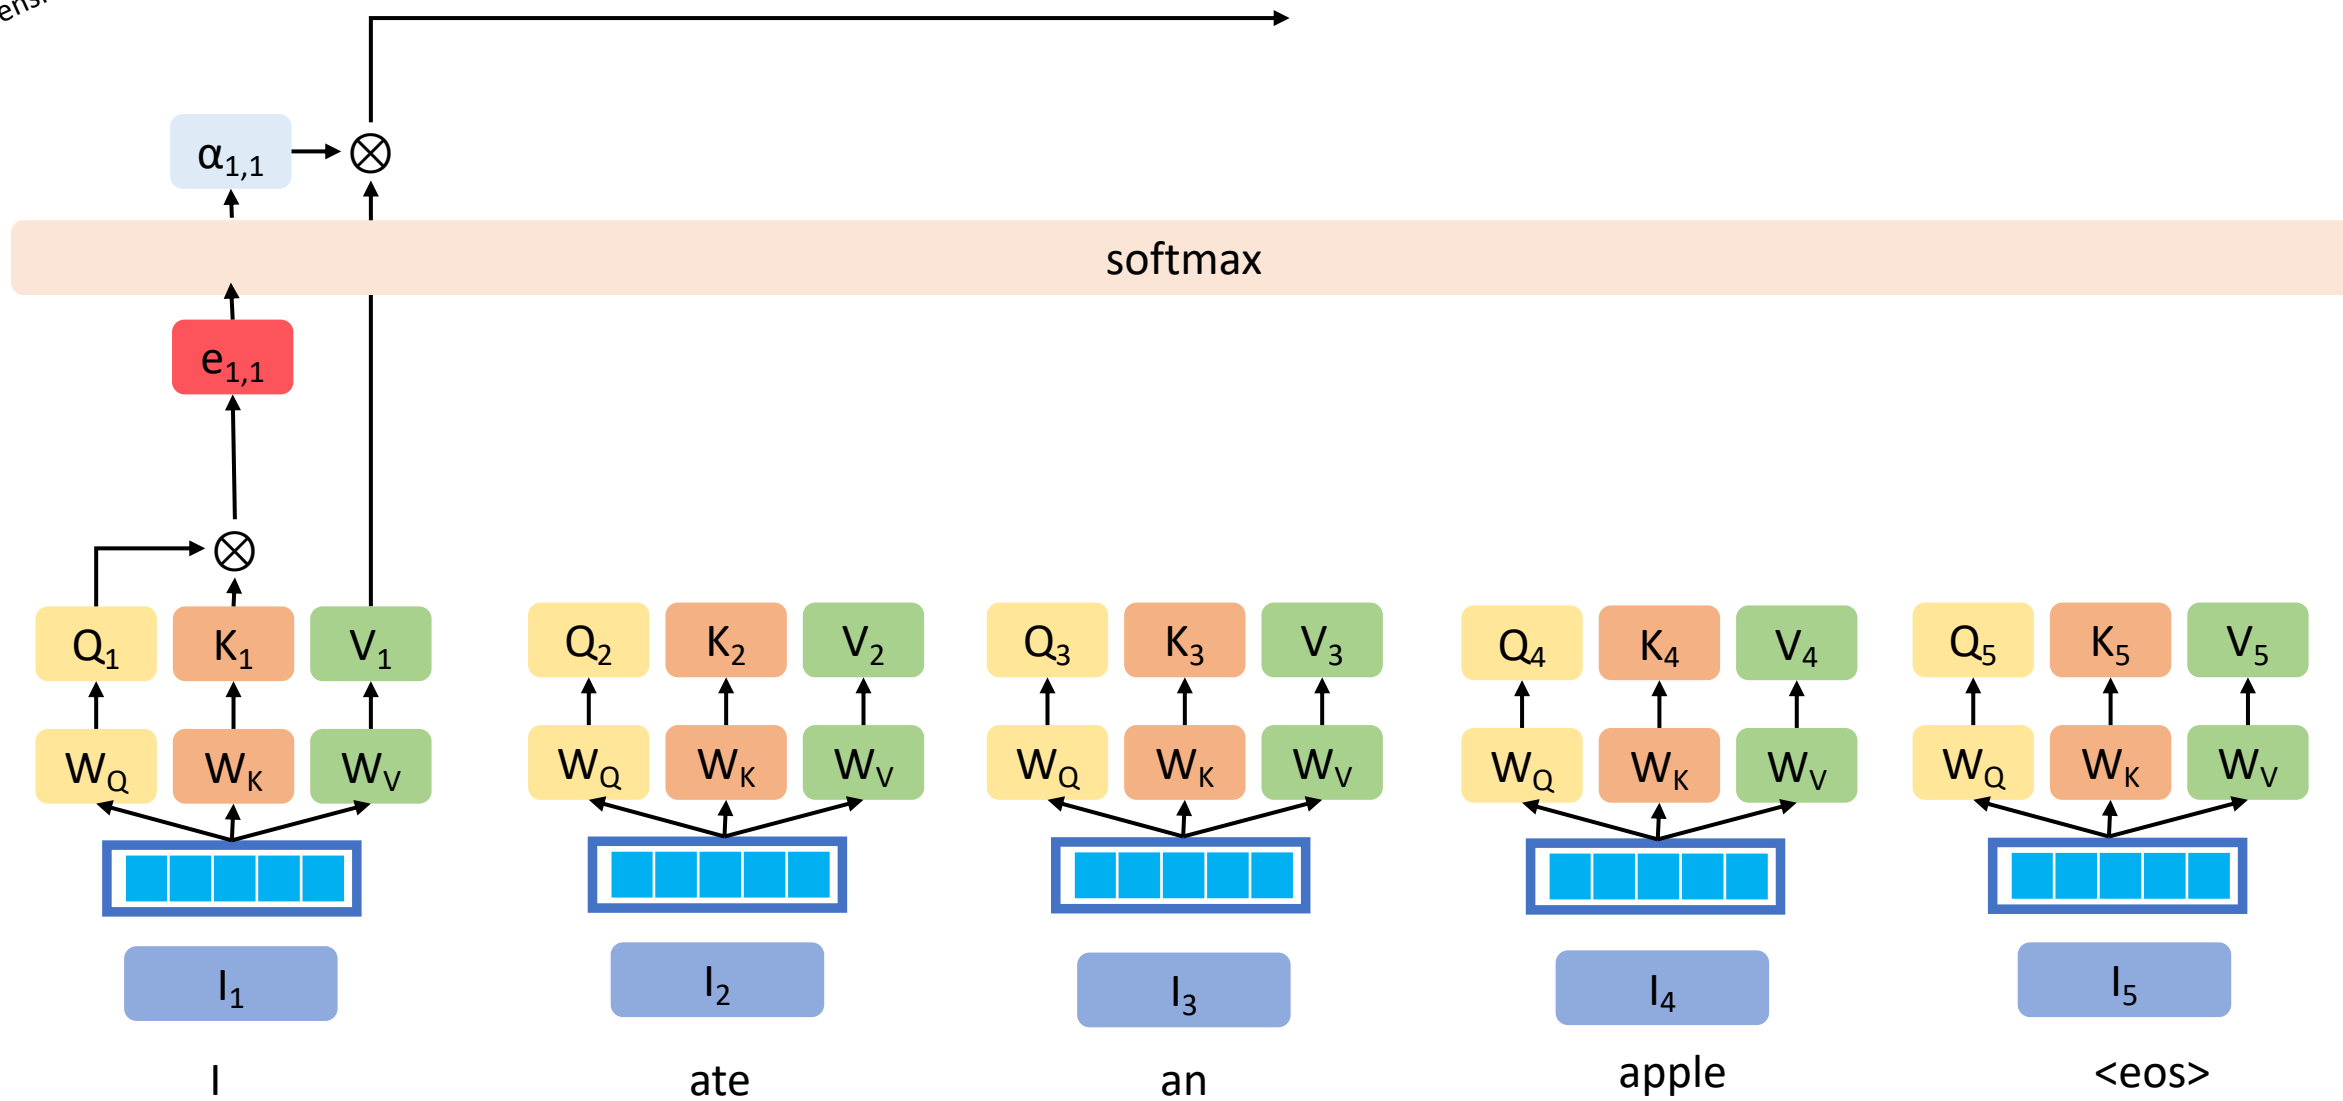 α1,1
softmax
e1,1
Q1 K1 V1 Q2 K2 V2 Q3 K3 V3 Q4 K4 V4 Q5 K5 V5
WQ WK WV WQ WK WV WQ WK WV WQ WK WV WQ WK WV
I1 I2 I3 I4 I5
I ate an apple <eos>